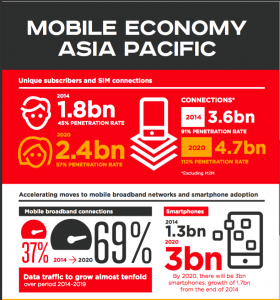 MOBILE ECONOMY
ASIA PACIFIC
Unique subscribers and SIM connections
2014
1.8bn
45% PENETRATION RATE
2020
2.4bn
57% PENETRATION RATE
CONNECTIONS*
2014 3.6bn
91% PENETRATION RATE
2020 4.7bn
112% PENETRATION RATE
*Excluding M2M
Accelerating moves to mobile broadband networks and smartphone adoption
Mobile broadband connections
37%
2014 → 2020
69%
Data traffic to grow almost tenfold
over period 2014-2019
Smartphones
2014
1.3bn
2020
3bn
By 2020, there will be 3bn
smartphones, growth of 1.7bn
from the end of 2014